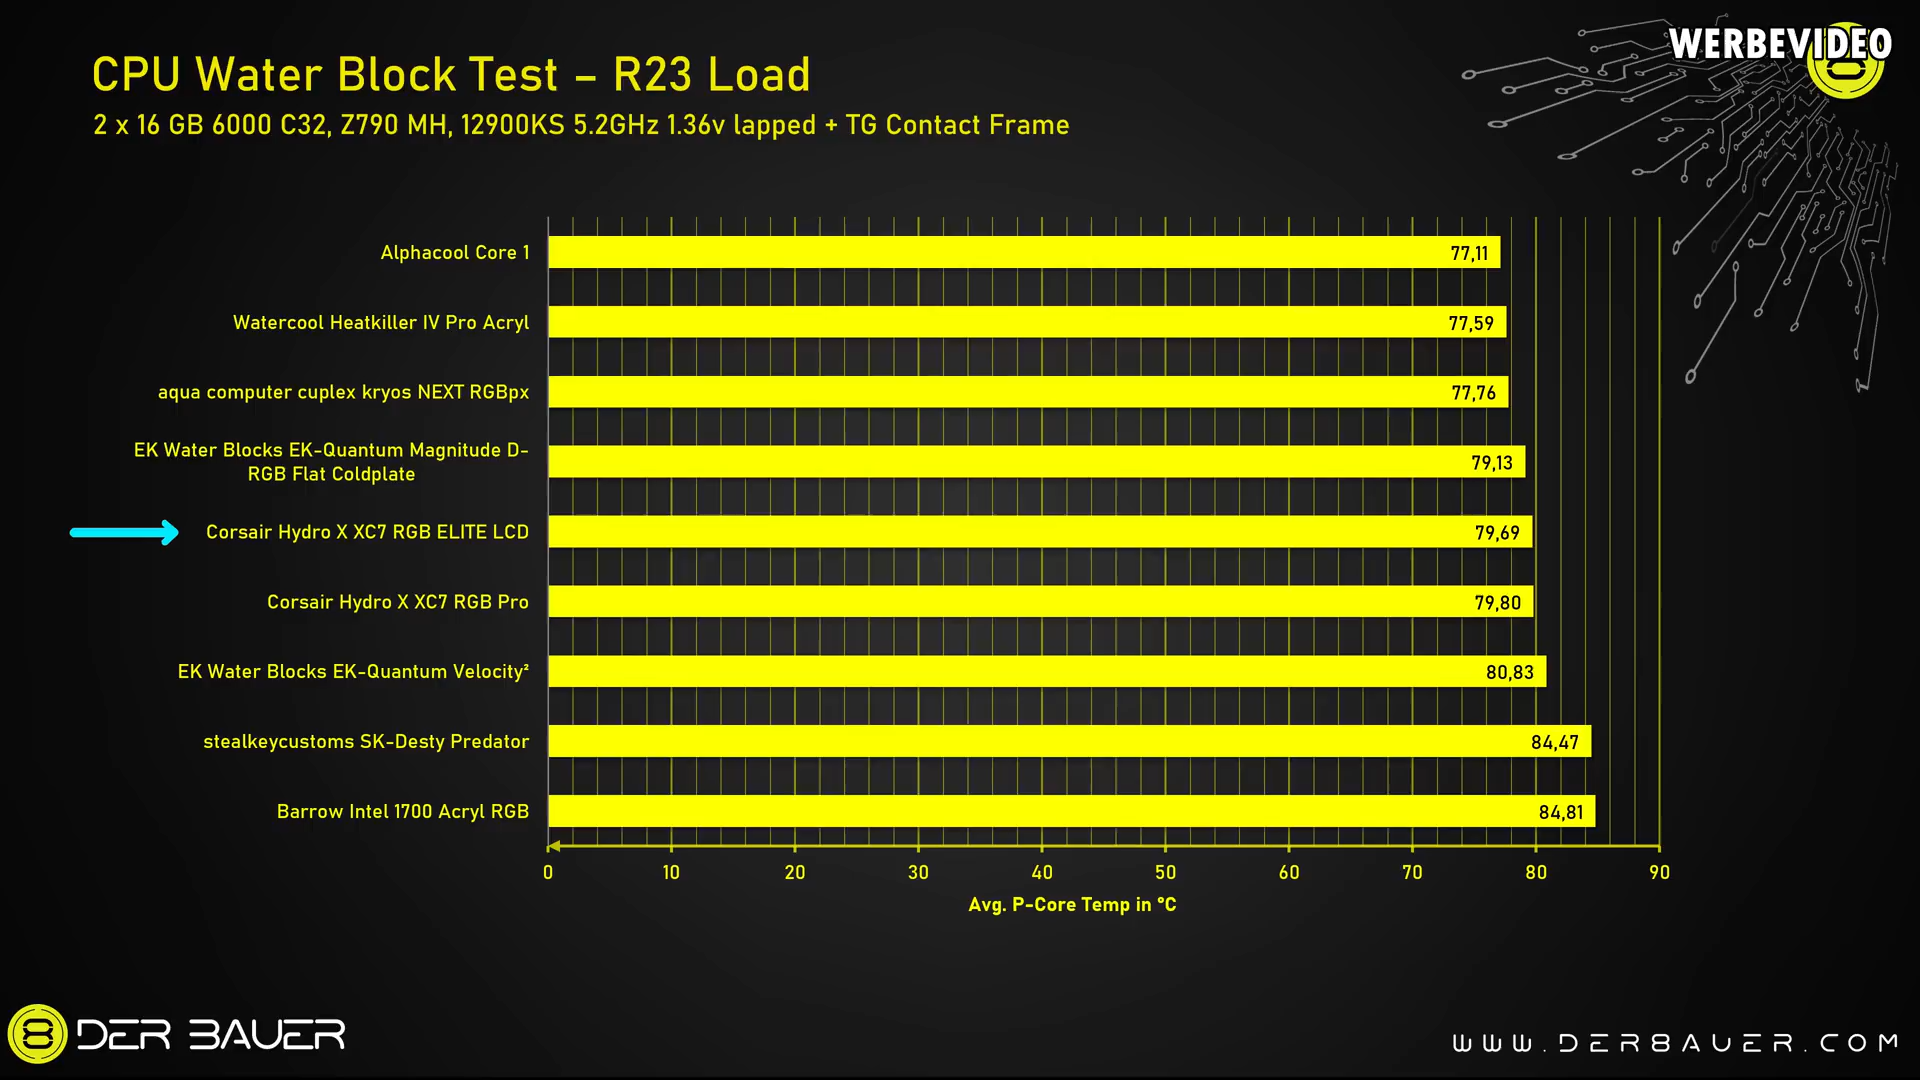 WERBEVIDEO
CPU Water Block Test – R23 Load
2 x 16 GB 6000 C32, Z790 MH, 12900KS 5.2GHz 1.36v lapped + TG Contact Frame
Alphacool Core 1 77,11
Watercool Heatkiller IV Pro Acryl 77,59
aqua computer cuplex kryos NEXT RGBpx 77,76
EK Water Blocks EK-Quantum Magnitude D-
RGB Flat Coldplate 79,13
Corsair Hydro X XC7 RGB ELITE LCD 79,69
Corsair Hydro X XC7 RGB Pro 79,80
EK Water Blocks EK-Quantum Velocity² 80,83
stealkeycustoms SK-Desty Predator 84,47
Barrow Intel 1700 Acryl RGB 84,81
0 10 20 30 40 50 60 70 80 90
Avg. P-Core Temp in °C
8 DER BAUER
WWW.DER8AUER.COM